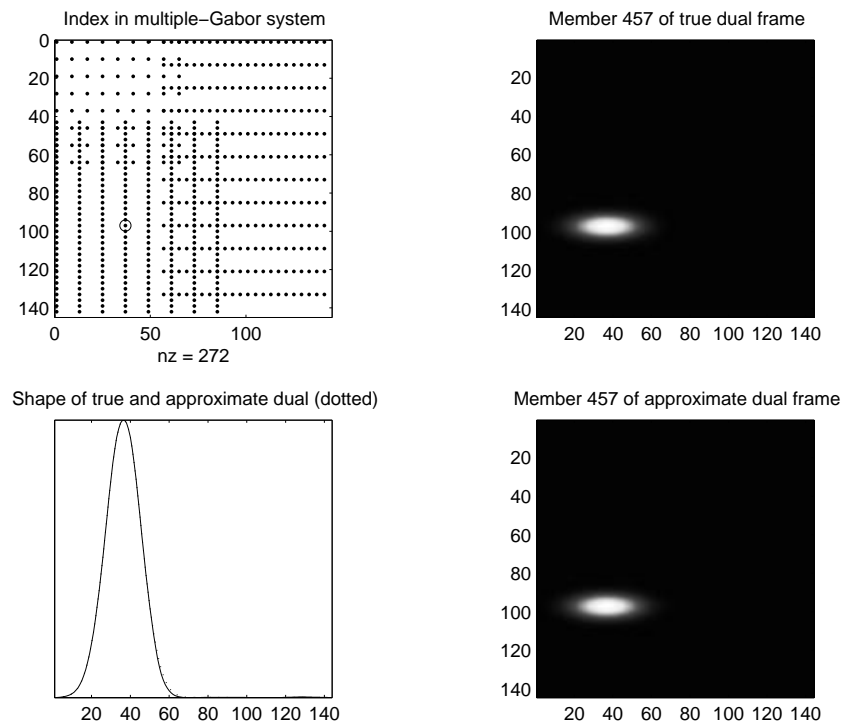 Index in multiple−Gabor system
0
20
40
60
80
100
120
140
0 50 100
nz = 272
Member 457 of true dual frame
20
40
60
80
100
120
140
20 40 60 80 100 120 140
Shape of true and approximate dual (dotted)
20 40 60 80 100 120 140
Member 457 of approximate dual frame
20
40
60
80
100
120
140
20 40 60 80 100 120 140